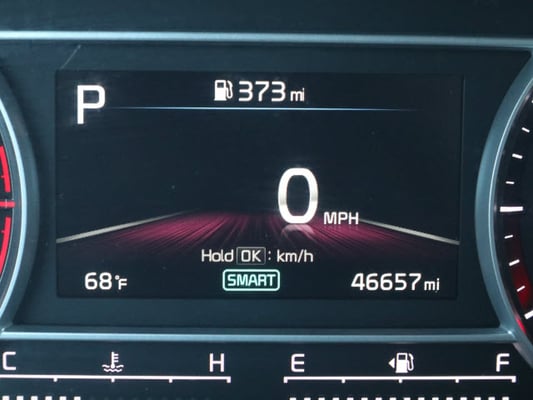 P
373 mi
0 MPH
Hold OK : km/h
68°F
SMART
46657 mi
C H E F